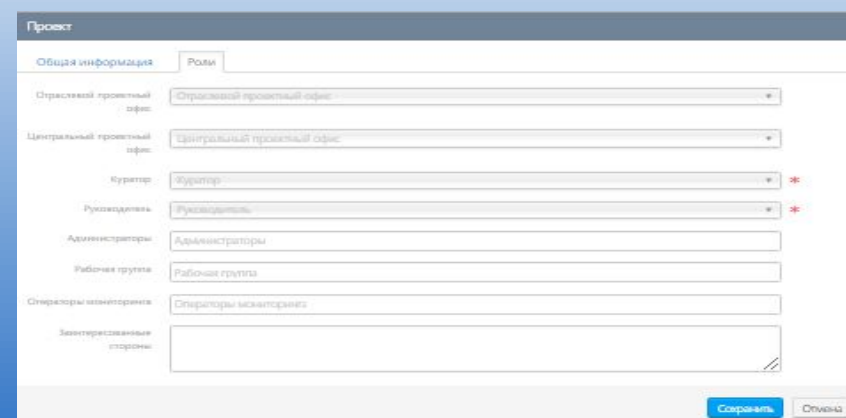 Проект
Общая информация
Роли
Отраслевой проектный
офис
Отраслевой проектный офис
Центральный проектный
офис
Центральный проектный офис
Куратор
Куратор
*
Руководитель
Руководитель
*
Администраторы
Администраторы
Рабочая группа
Рабочая группа
Операторы мониторинга
Операторы мониторинга
Заинтересованные
стороны
Сохранить
Отмена